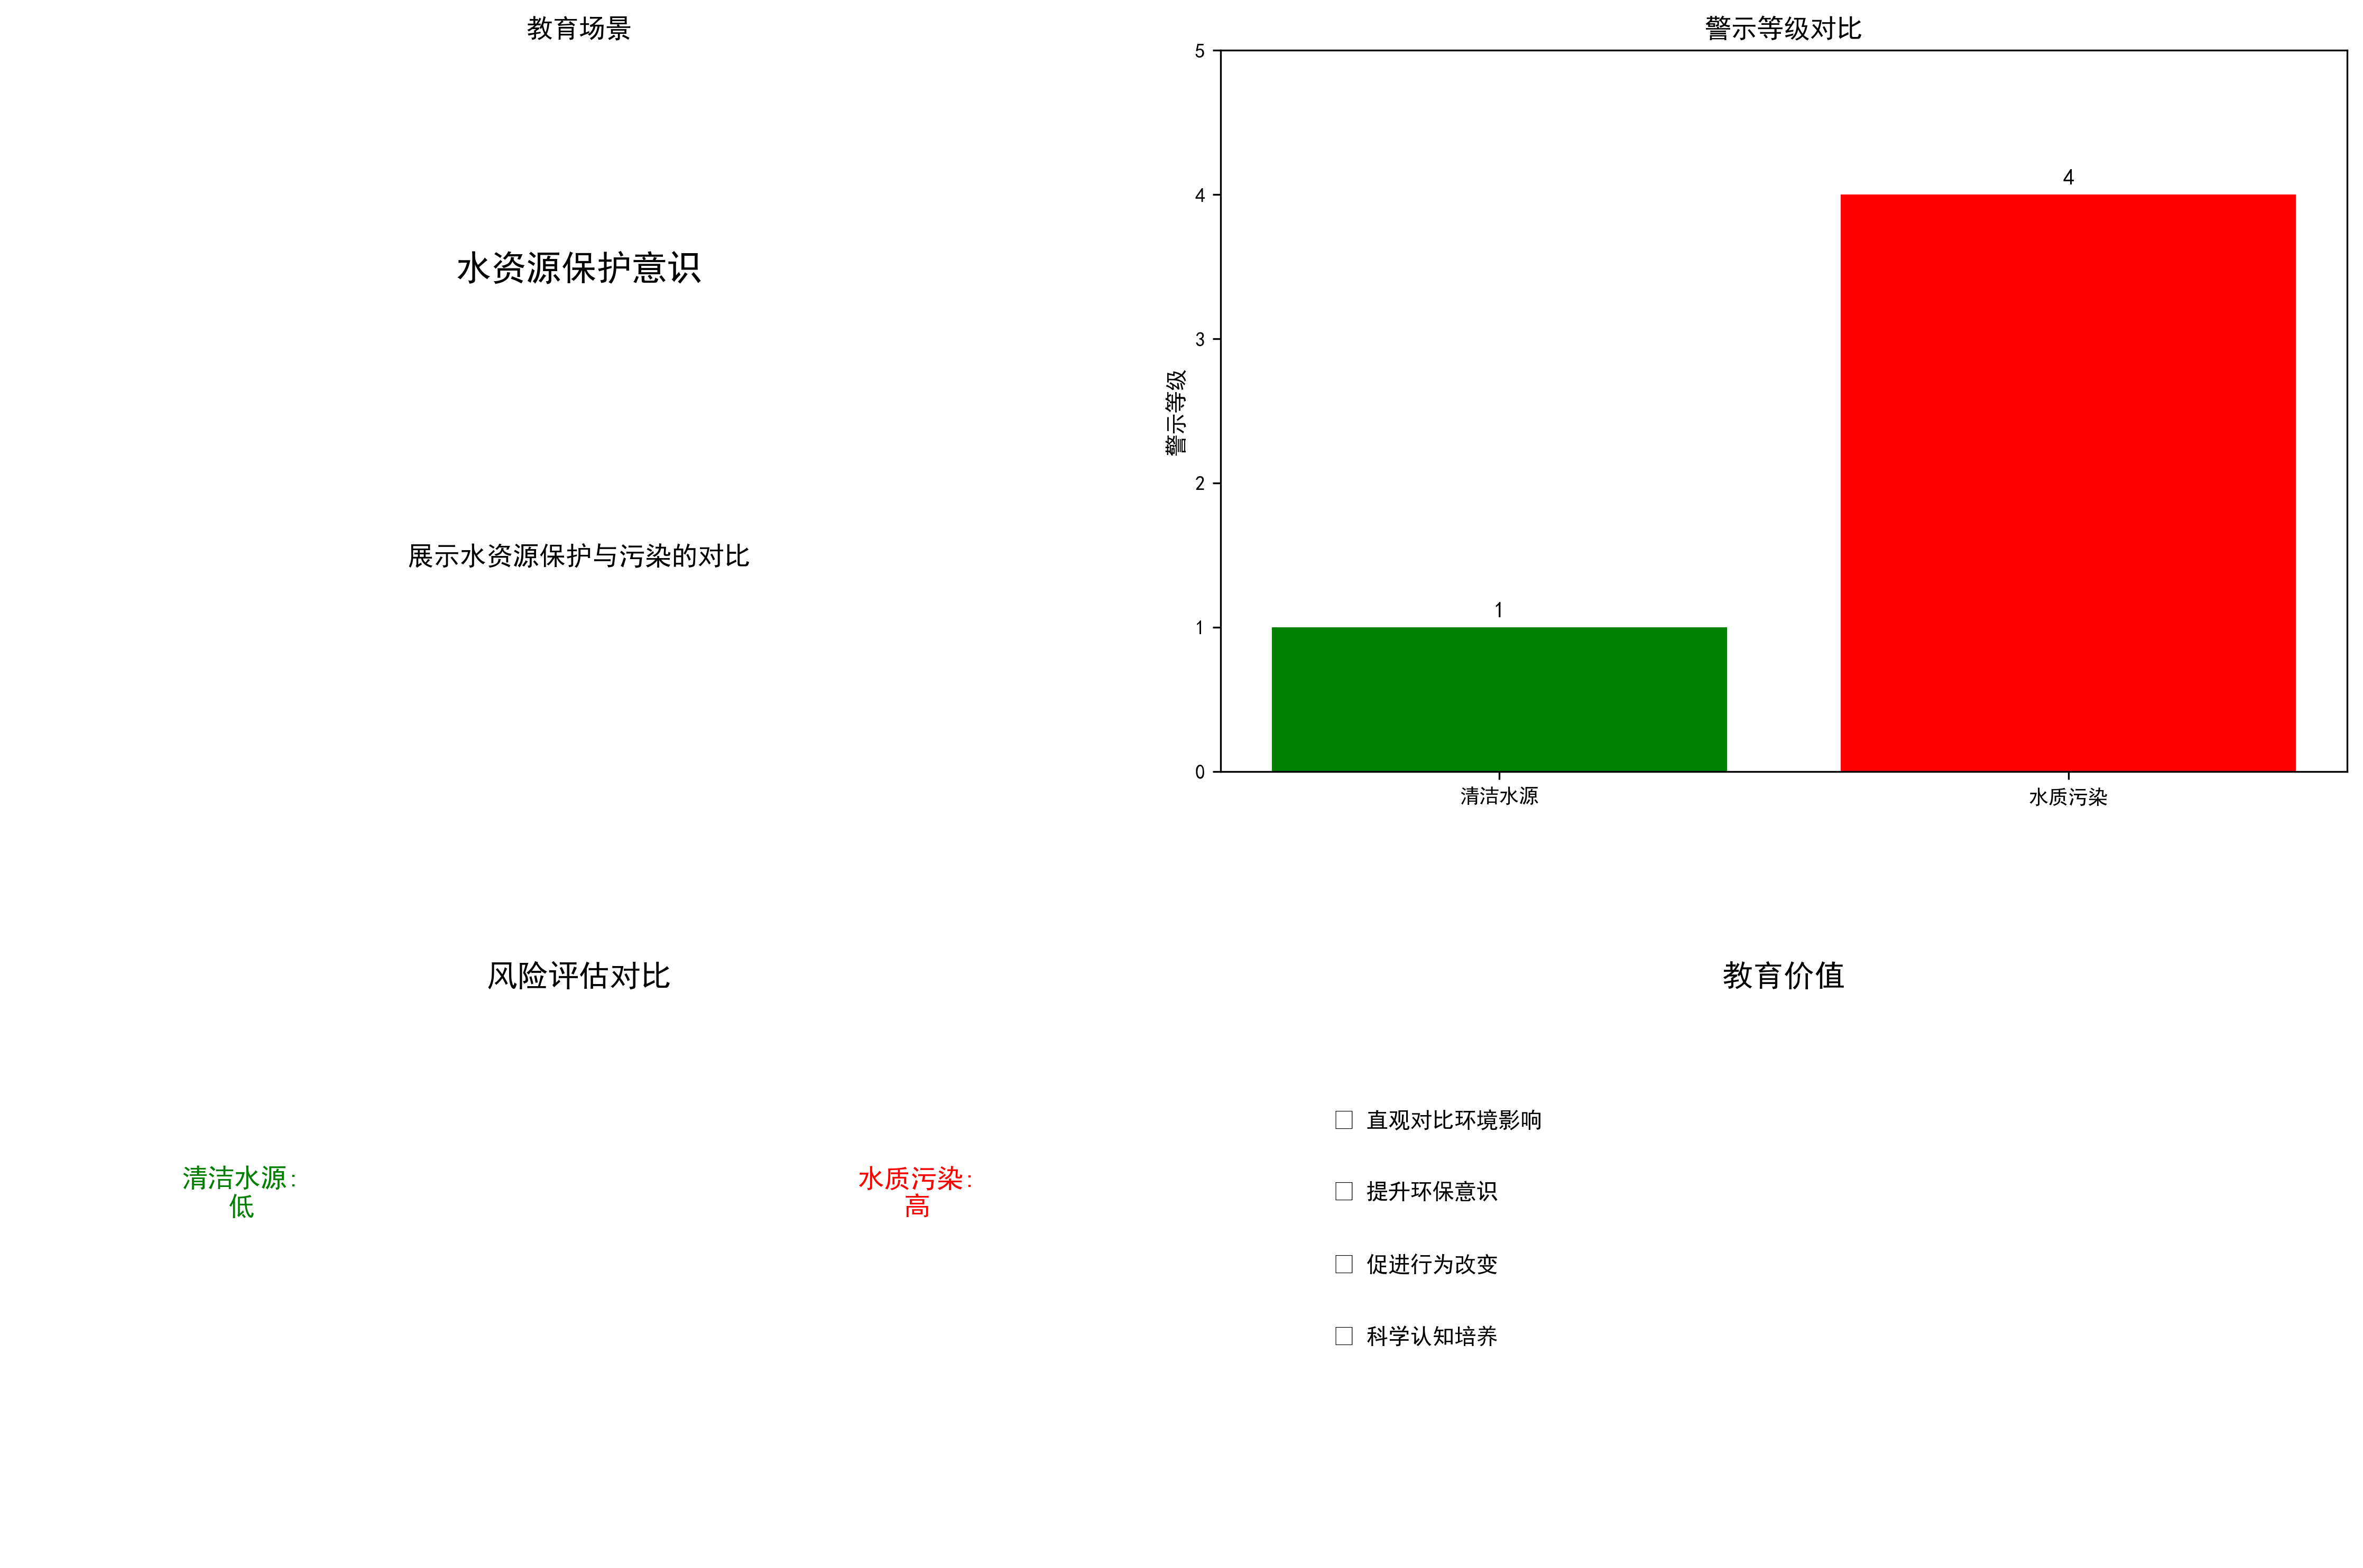 教育场景
水资源保护意识
展示水资源保护与污染的对比
警示等级对比
警示等级
5
4
3
2
1
0
1
4
清洁水源
水质污染
风险评估对比
清洁水源:
低
水质污染:
高
教育价值
□ 直观对比环境影响
□ 提升环保意识
□ 促进行为改变
□ 科学认知培养